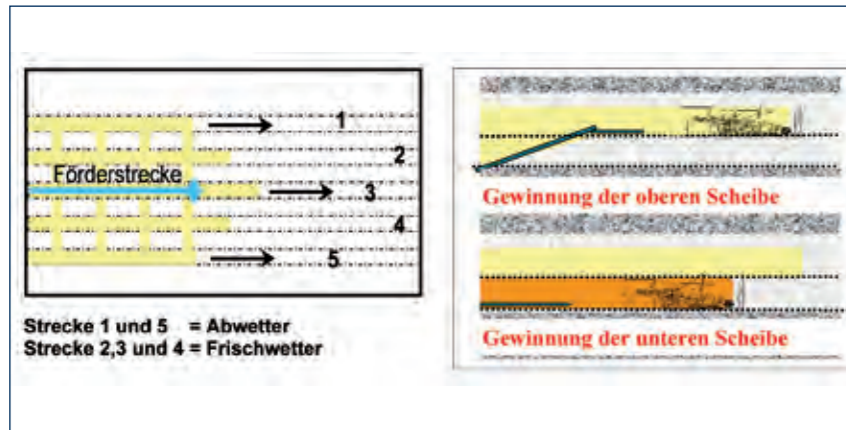 1
2
Förderstrecke
3
4
5
Strecke 1 und 5 = Abwetter
Strecke 2,3 und 4 = Frischwetter
Gewinnung der oberen Scheibe
Gewinnung der unteren Scheibe